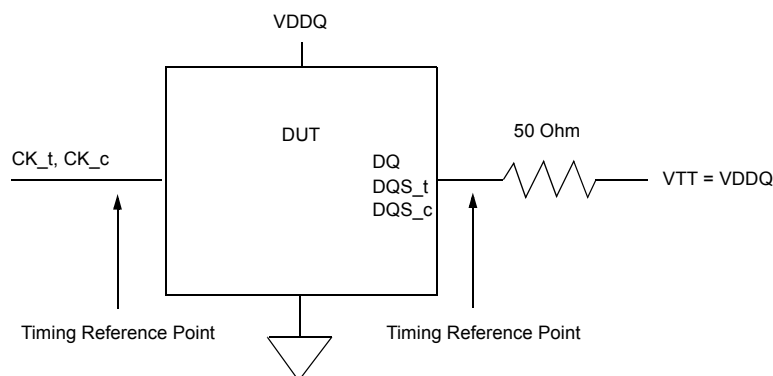 VDDQ
50 Ohm
DUT
CK_t, CK_c
DQ
DQS_t
DQS_c
VTT = VDDQ
Timing Reference Point
Timing Reference Point